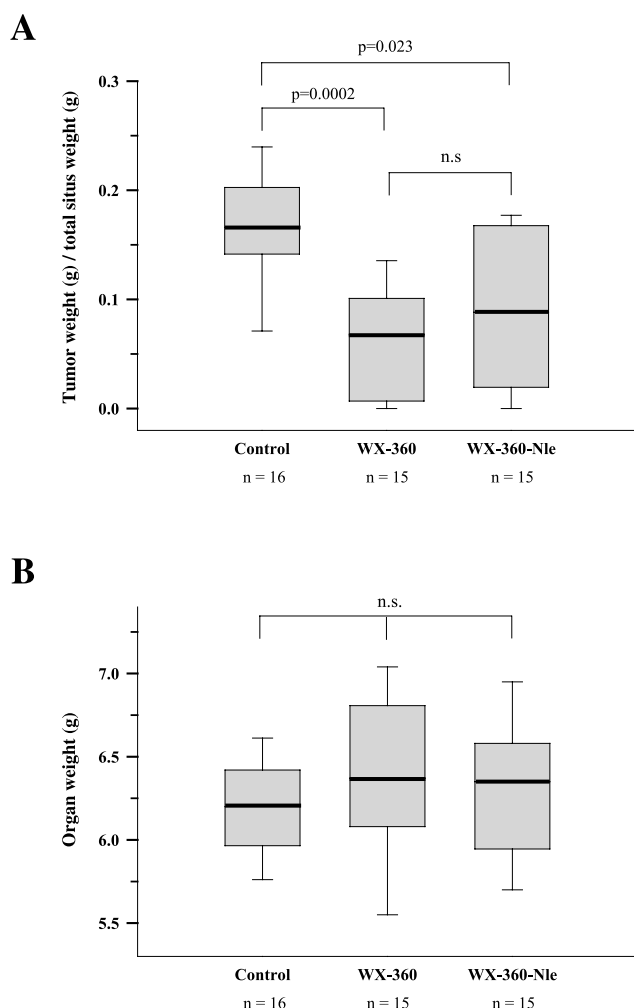 A
p=0.023
p=0.0002
n.s
0.3
0.2
0.1
0.0
Tumor weight (g) / total situs weight (g)
Control WX-360 WX-360-Nle
n = 16 n = 15 n = 15
B
n.s.
7.0
6.5
6.0
5.5
Organ weight (g)
Control WX-360 WX-360-Nle
n = 16 n = 15 n = 15